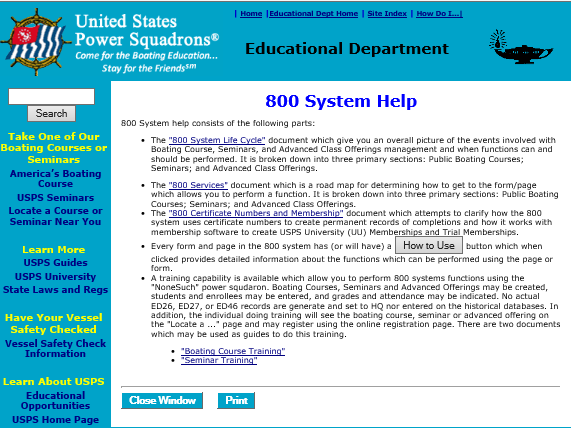 United States
Power Squadrons®
Come for the Boating Education...
Stay for the Friends℠
| Home |Educational Dept Home | Site Index | How Do I...|
Educational Department
Search
Take One of Our
Boating Courses or
Seminars
America's Boating
Course
USPS Seminars
Locate a Course or
Seminar Near You
Learn More
USPS Guides
USPS University
State Laws and Regs
Have Your Vessel
Safety Checked
Vessel Safety Check
Information
Learn About USPS
Educational
Opportunities
USPS Home Page
800 System Help
800 System help consists of the following parts:
• The "800 System Life Cycle" document which give you an overall picture of the events involved with
Boating Course, Seminars, and Advanced Class Offerings management and when functions can and
should be performed. It is broken down into three primary sections: Public Boating Courses;
Seminars; and Advanced Class Offerings.
• The "800 Services" document which is a road map for determining how to get to the form/page
which allows you to perform a function. It is broken down into three primary sections: Public Boating
Courses; Seminars; and Advanced Class Offerings.
• The "800 Certificate Numbers and Membership" document which attempts to clarify how the 800
system uses certificate numbers to create permanent records of completions and how it works with
membership software to create USPS University (UU) Memberships and Trial Memberships.
• Every form and page in the 800 system has (or will have) a How to Use button which when
clicked provides detailed information about the functions which can be performed using the page or
form.
• A training capability is available which allow you to perform 800 systems functions using the
"NoneSuch" power squdaron. Boating Courses, Seminars and Advanced Offerings may be created,
students and enrollees may be entered, and grades and attendance may be indicated. No actual
ED26, ED27, or ED46 records are generate and set to HQ nor entered on the historical databases. In
addition, the individual doing training will see the boating course, seminar or advanced offering on
the "Locate a ..." page and may register using the online registration page. There are two documents
which may be used as guides to do this training.
• "Boating Course Training"
• "Seminar Training"
Close Window Print